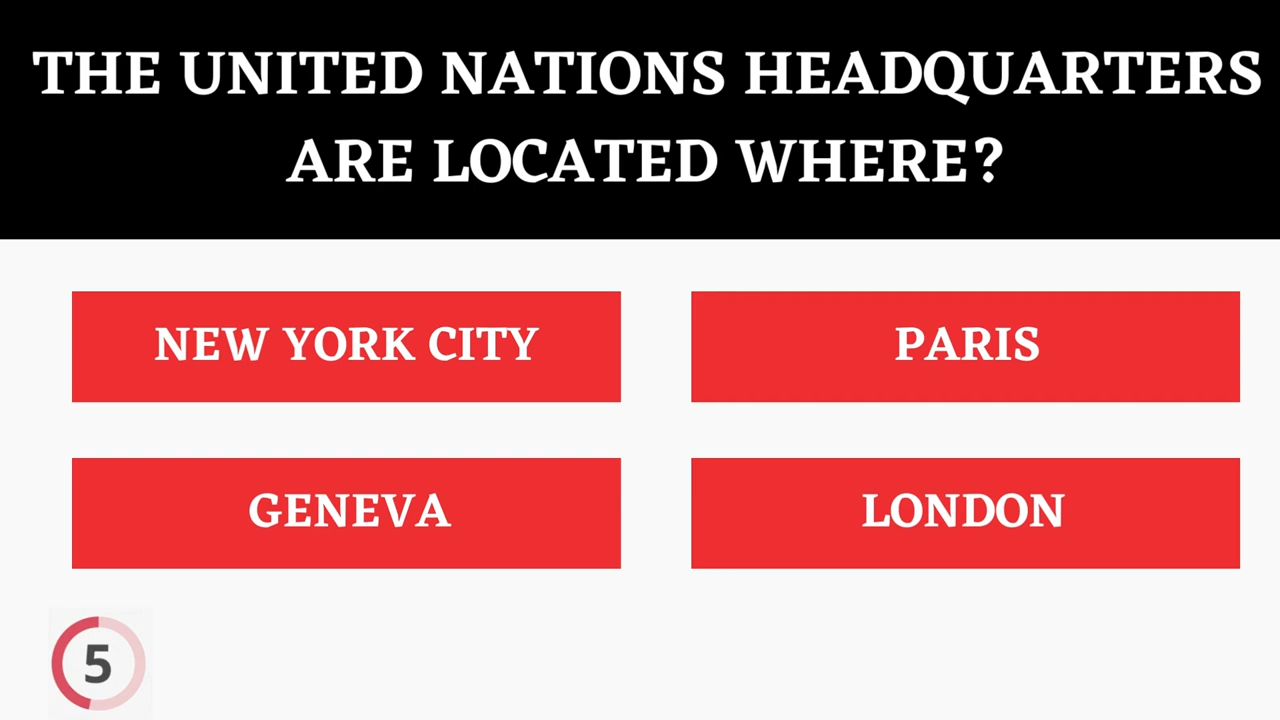 THE UNITED NATIONS HEADQUARTERS
ARE LOCATED WHERE?
NEW YORK CITY
PARIS
GENEVA
LONDON
5